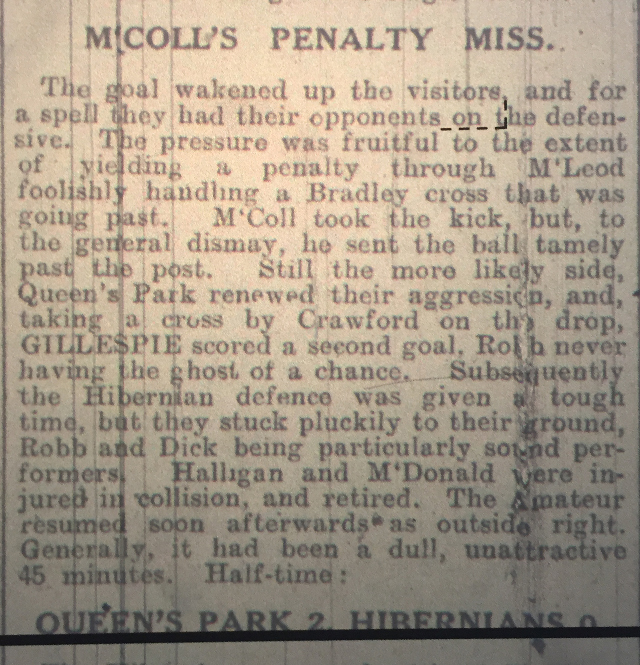 M‘COLL'S PENALTY MISS.
The goal wakened up the visitors, and for
a spell they had their opponents on the defen-
sive. The pressure was fruitful to the extent
of yielding a penalty through M‘Leod
foolishly handling a Bradley cross that was
going past. M‘Coll took the kick, but, to
the general dismay, he sent the ball tamely
past the post. Still the more likely side,
Queen's Park renewed their aggression, and,
taking a cross by Crawford on the drop,
GILLESPIE scored a second goal, Robb never
having the ghost of a chance. Subsequently
the Hibernian defence was given a tough
time, but they stuck pluckily to their ground,
Robb and Dick being particularly sound per-
formers. Halligan and M‘Donald were in-
jured in collision, and retired. The Amateur
resumed soon afterwards as outside right.
Generally, it had been a dull, unattractive
45 minutes. Half-time:
QUEEN'S PARK 2, HIBERNIANS 0